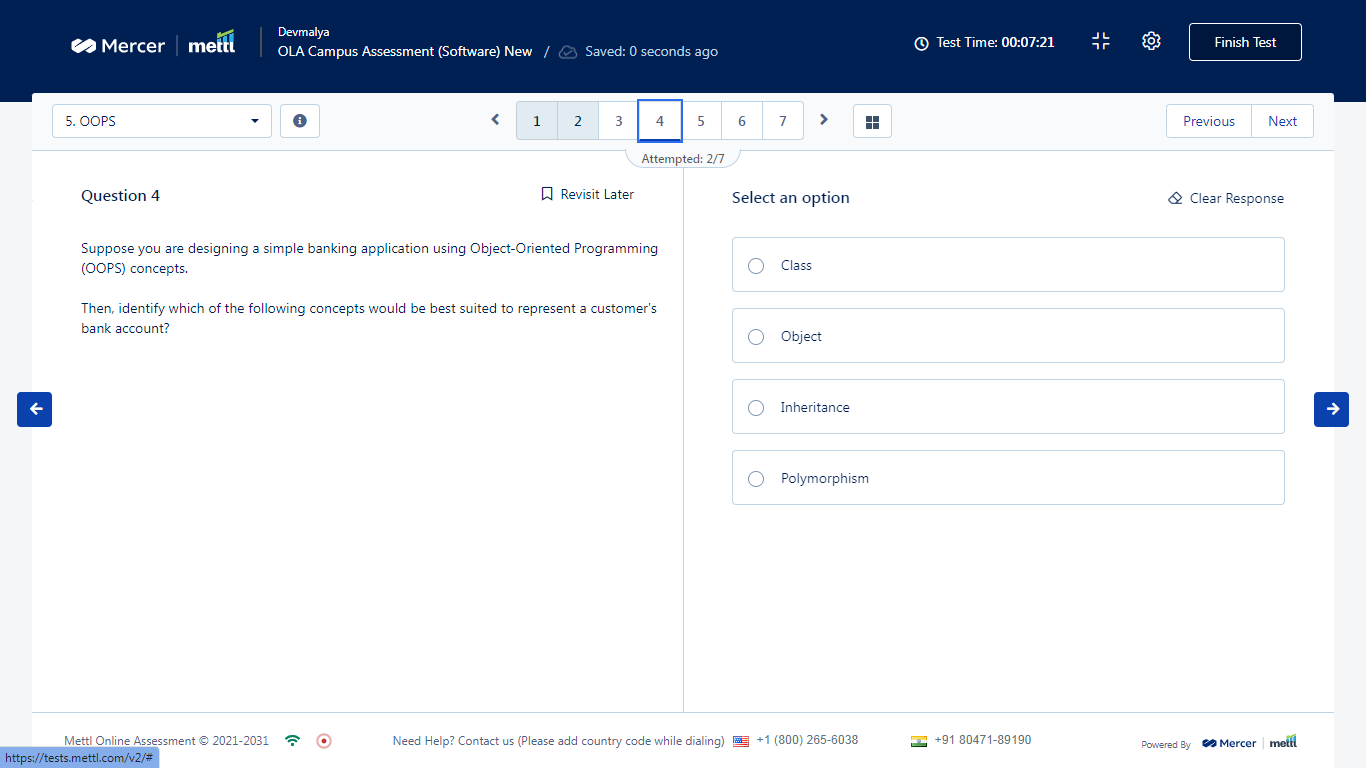 Mercer mettl
Devmalya
OLA Campus Assessment (Software) New / Saved: 0 seconds ago
Test Time: 00:07:21
Finish Test
5. OOPS
1 2 3 4 5 6 7
Previous Next
Attempted: 2/7
Question 4
Revisit Later
Suppose you are designing a simple banking application using Object-Oriented Programming
(OOPS) concepts.
Then, identify which of the following concepts would be best suited to represent a customer's
bank account?
Select an option
Clear Response
Class
Object
Inheritance
Polymorphism
Mettl Online Assessment © 2021-2031
Need Help? Contact us (Please add country code while dialing) +1 (800) 265-6038 +91 80471-89190
Powered By Mercer mettl
https://tests.mettl.com/v2/#